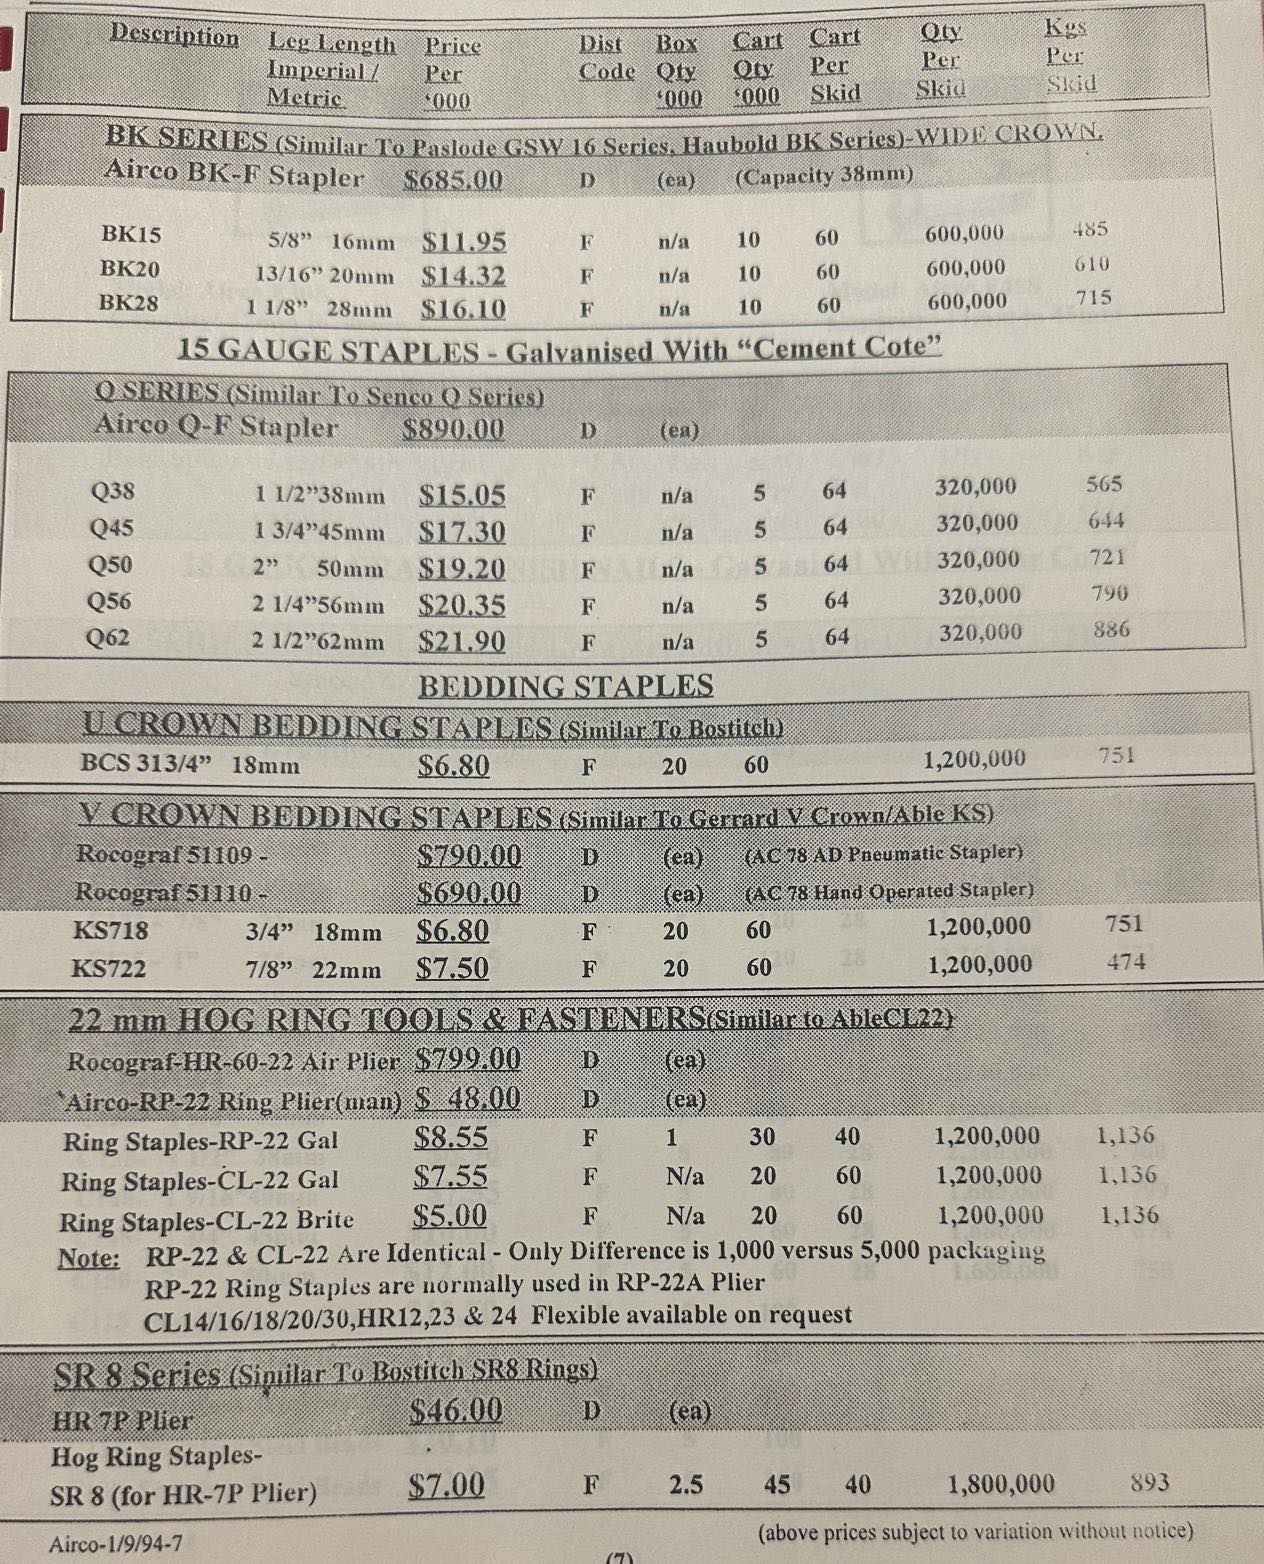 Description Leg Length Price Dist Box Cart Cart Qty Kgs
Imperial / Per Code Qty Qty Per Per Per
Metric '000 '000 '000 Skid Skid Skid
BK SERIES (Similar To Paslode GSW 16 Series, Haubold BK Series)-WIDE CROWN.
Airco BK-F Stapler $685.00 D (ea) (Capacity 38mm)
BK15 5/8” 16mm $11.95 F n/a 10 60 600,000 485
BK20 13/16” 20mm $14.32 F n/a 10 60 600,000 610
BK28 1 1/8” 28mm $16.10 F n/a 10 60 600,000 715
15 GAUGE STAPLES - Galvanised With “Cement Cote”
Q SERIES (Similar To Senco Q Series)
Airco Q-F Stapler $890.00 D (ea)
Q38 1 1/2”38mm $15.05 F n/a 5 64 320,000 565
Q45 1 3/4”45mm $17.30 F n/a 5 64 320,000 644
Q50 2” 50mm $19.20 F n/a 5 64 320,000 721
Q56 2 1/4”56mm $20.35 F n/a 5 64 320,000 790
Q62 2 1/2”62mm $21.90 F n/a 5 64 320,000 886
BEDDING STAPLES
U CROWN BEDDING STAPLES (Similar To Bostitch)
BCS 313/4” 18mm $6.80 F 20 60 1,200,000 751
V CROWN BEDDING STAPLES (Similar To Gerrard V Crown/Able KS)
Rocograf 51109 - $790.00 D (ea) (AC 78 AD Pneumatic Stapler)
Rocograf 51110 - $690.00 D (ea) (AC 78 Hand Operated Stapler)
KS718 3/4” 18mm $6.80 F 20 60 1,200,000 751
KS722 7/8” 22mm $7.50 F 20 60 1,200,000 474
22 mm HOG RING TOOLS & FASTENERS(Similar to AbleCL22)
Rocograf-HR-60-22 Air Plier $799.00 D (ea)
`Airco-RP-22 Ring Plier(man) $ 48.00 D (ea)
Ring Staples-RP-22 Gal $8.55 F 1 30 40 1,200,000 1,136
Ring Staples-CL-22 Gal $7.55 F N/a 20 60 1,200,000 1,136
Ring Staples-CL-22 Brite $5.00 F N/a 20 60 1,200,000 1,136
Note: RP-22 & CL-22 Are Identical - Only Difference is 1,000 versus 5,000 packaging
RP-22 Ring Staples are normally used in RP-22A Plier
CL14/16/18/20/30,HR12,23 & 24 Flexible available on request
SR 8 Series (Similar To Bostitch SR8 Rings)
HR 7P Plier $46.00 D (ea)
Hog Ring Staples-
SR 8 (for HR-7P Plier) $7.00 F 2.5 45 40 1,800,000 893
Airco-1/9/94-7 (above prices subject to variation without notice)
(7)